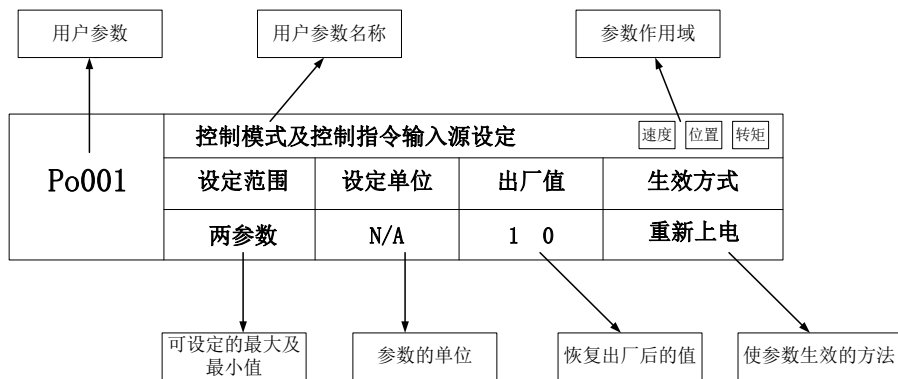 用户参数
用户参数名称
参数作用域
Po001
控制模式及控制指令输入源设定
速度 位置 转矩
设定范围 设定单位 出厂值 生效方式
两参数 N/A 1 0 重新上电
可设定的最大及
最小值
参数的单位
恢复出厂后的值
使参数生效的方法